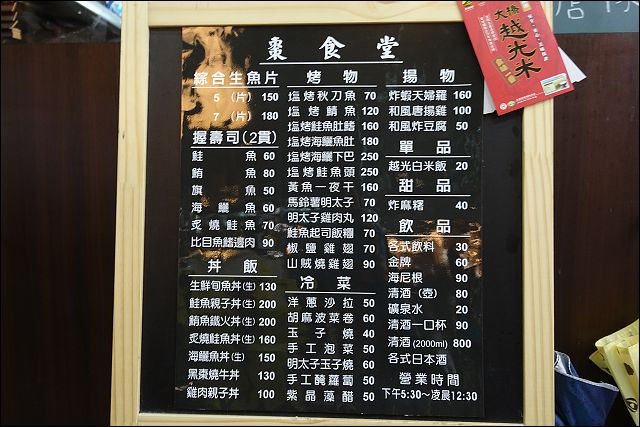 棗食堂
綜合生魚片
5 (片) 150
7 (片) 180
握壽司(2貫)
鮭魚 60
鮪魚 80
旗魚 50
海鱺魚 60
炙燒鮭魚 70
比目魚鰭邊肉 90
丼飯
生鮮旬魚丼(生) 130
鮭魚親子丼(生) 200
鮪魚鐵火丼(生) 200
炙燒鮭魚丼(生) 160
海鱺魚丼(生) 150
黑棗燒牛丼 130
雞肉親子丼 100
烤物
塩烤秋刀魚 70
塩烤鯖魚 120
塩烤鮭魚肚鰭 160
塩烤海鱺魚肚 250
塩烤海鱺下巴 250
塩烤鮭魚頭 250
黃魚一夜干 160
馬鈴薯明太子 70
明太子雞肉丸 120
鮭魚起司飯糰 70
椒鹽雞翅 70
山賊燒雞翅 90
冷菜
洋蔥沙拉 50
胡麻波菜卷 60
玉子燒 40
手工泡菜 50
明太子玉子燒 60
手工醃蘿蔔 50
紫晶藻醋 50
揚物
炸蝦天婦羅 160
和風唐揚雞 100
和風炸豆腐 50
單品
越光白米飯 20
甜品
炸麻糬 40
飲品
各式飲料 30
金牌 60
海尼根 90
清酒(壺) 80
礦泉水 20
清酒一口杯 90
清酒(2000ml) 800
各式日本酒
營業時間
下午5:30~凌晨12:30
大橋
越光米